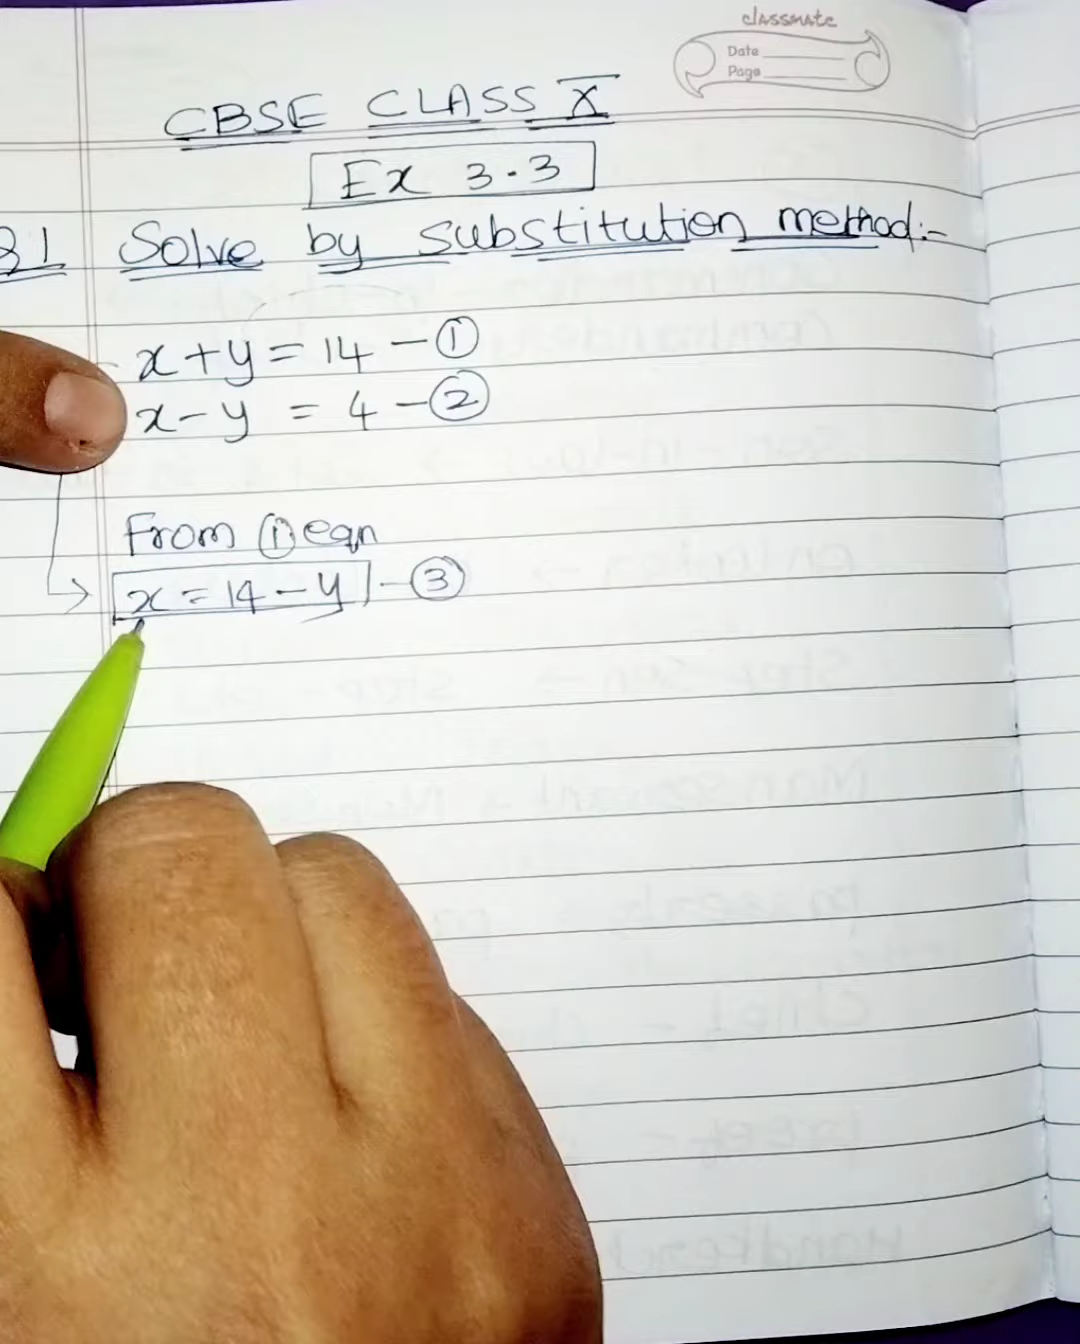 classmate
Date
Page
CBSE CLASS X
Ex 3.3
Q1 Solve by substitution method:-
x + y = 14 - ①
x - y = 4 - ②
From ① eqn
x = 14 - y - ③